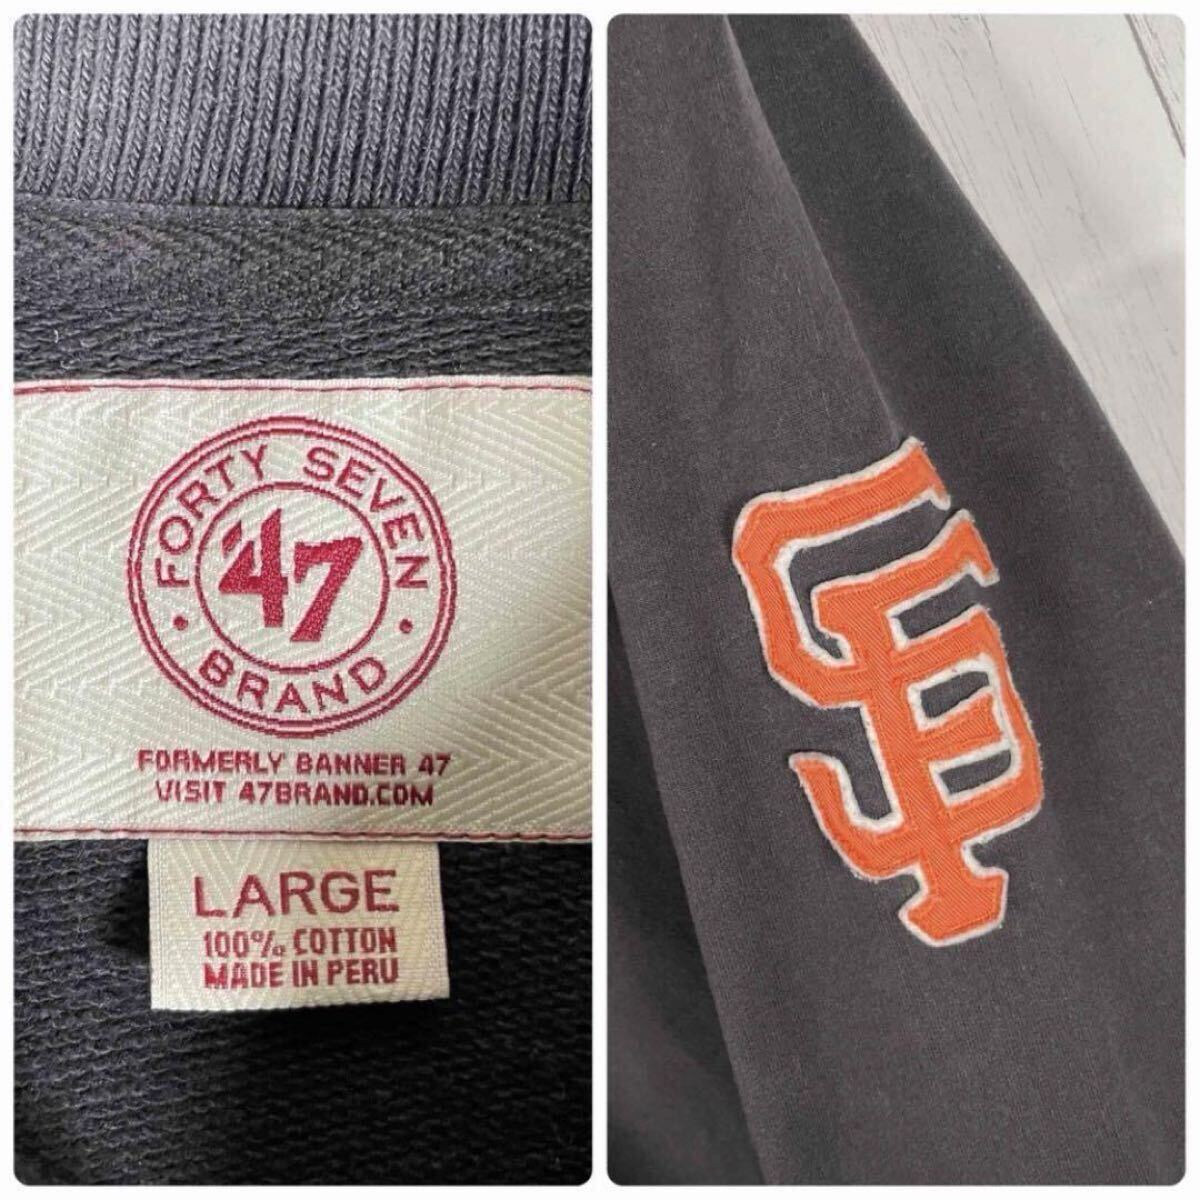 FORTY SEVEN
47
BRAND
FORMERLY BANNER 47
VISIT 47BRAND.COM
LARGE
100% COTTON
MADE IN PERU
SF